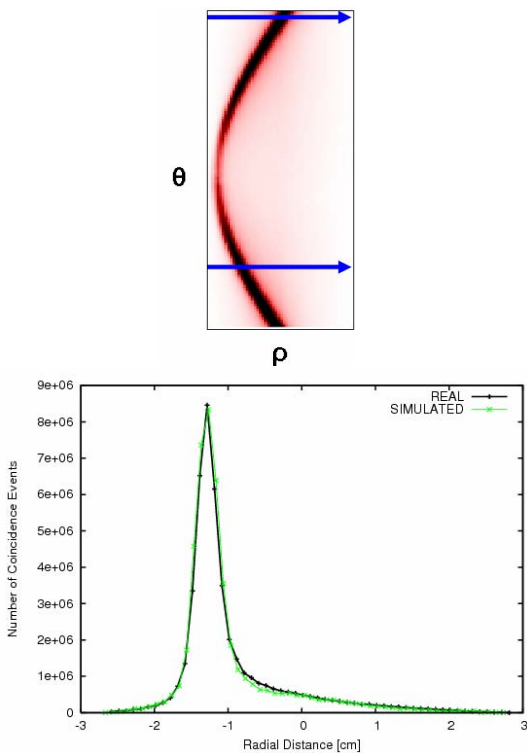 θ
ρ
9e+06
8e+06
7e+06
6e+06
5e+06
4e+06
3e+06
2e+06
1e+06
0
-3
-2
-1
0
1
2
3
Number of Coincidence Events
Radial Distance [cm]
REAL
SIMULATED